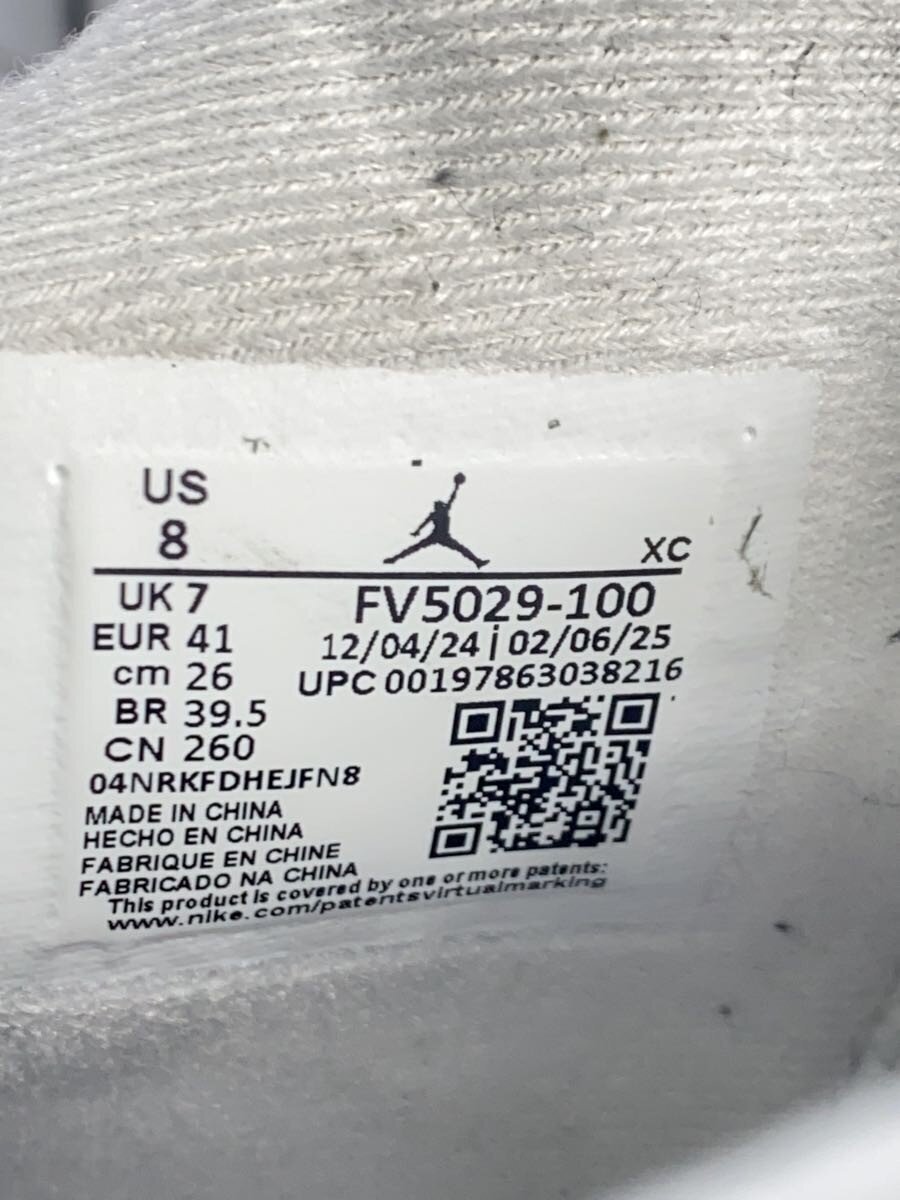 US
8
XC
UK 7
FV5029-100
EUR 41
12/04/24 | 02/06/25
cm 26
UPC 00197863038216
BR 39.5
CN 260
04NRKFDHEJFN8
MADE IN CHINA
HECHO EN CHINA
FABRIQUE EN CHINE
FABRICADO NA CHINA
This product is covered by one or more patents:
www.nike.com/patentsvirtualmarking